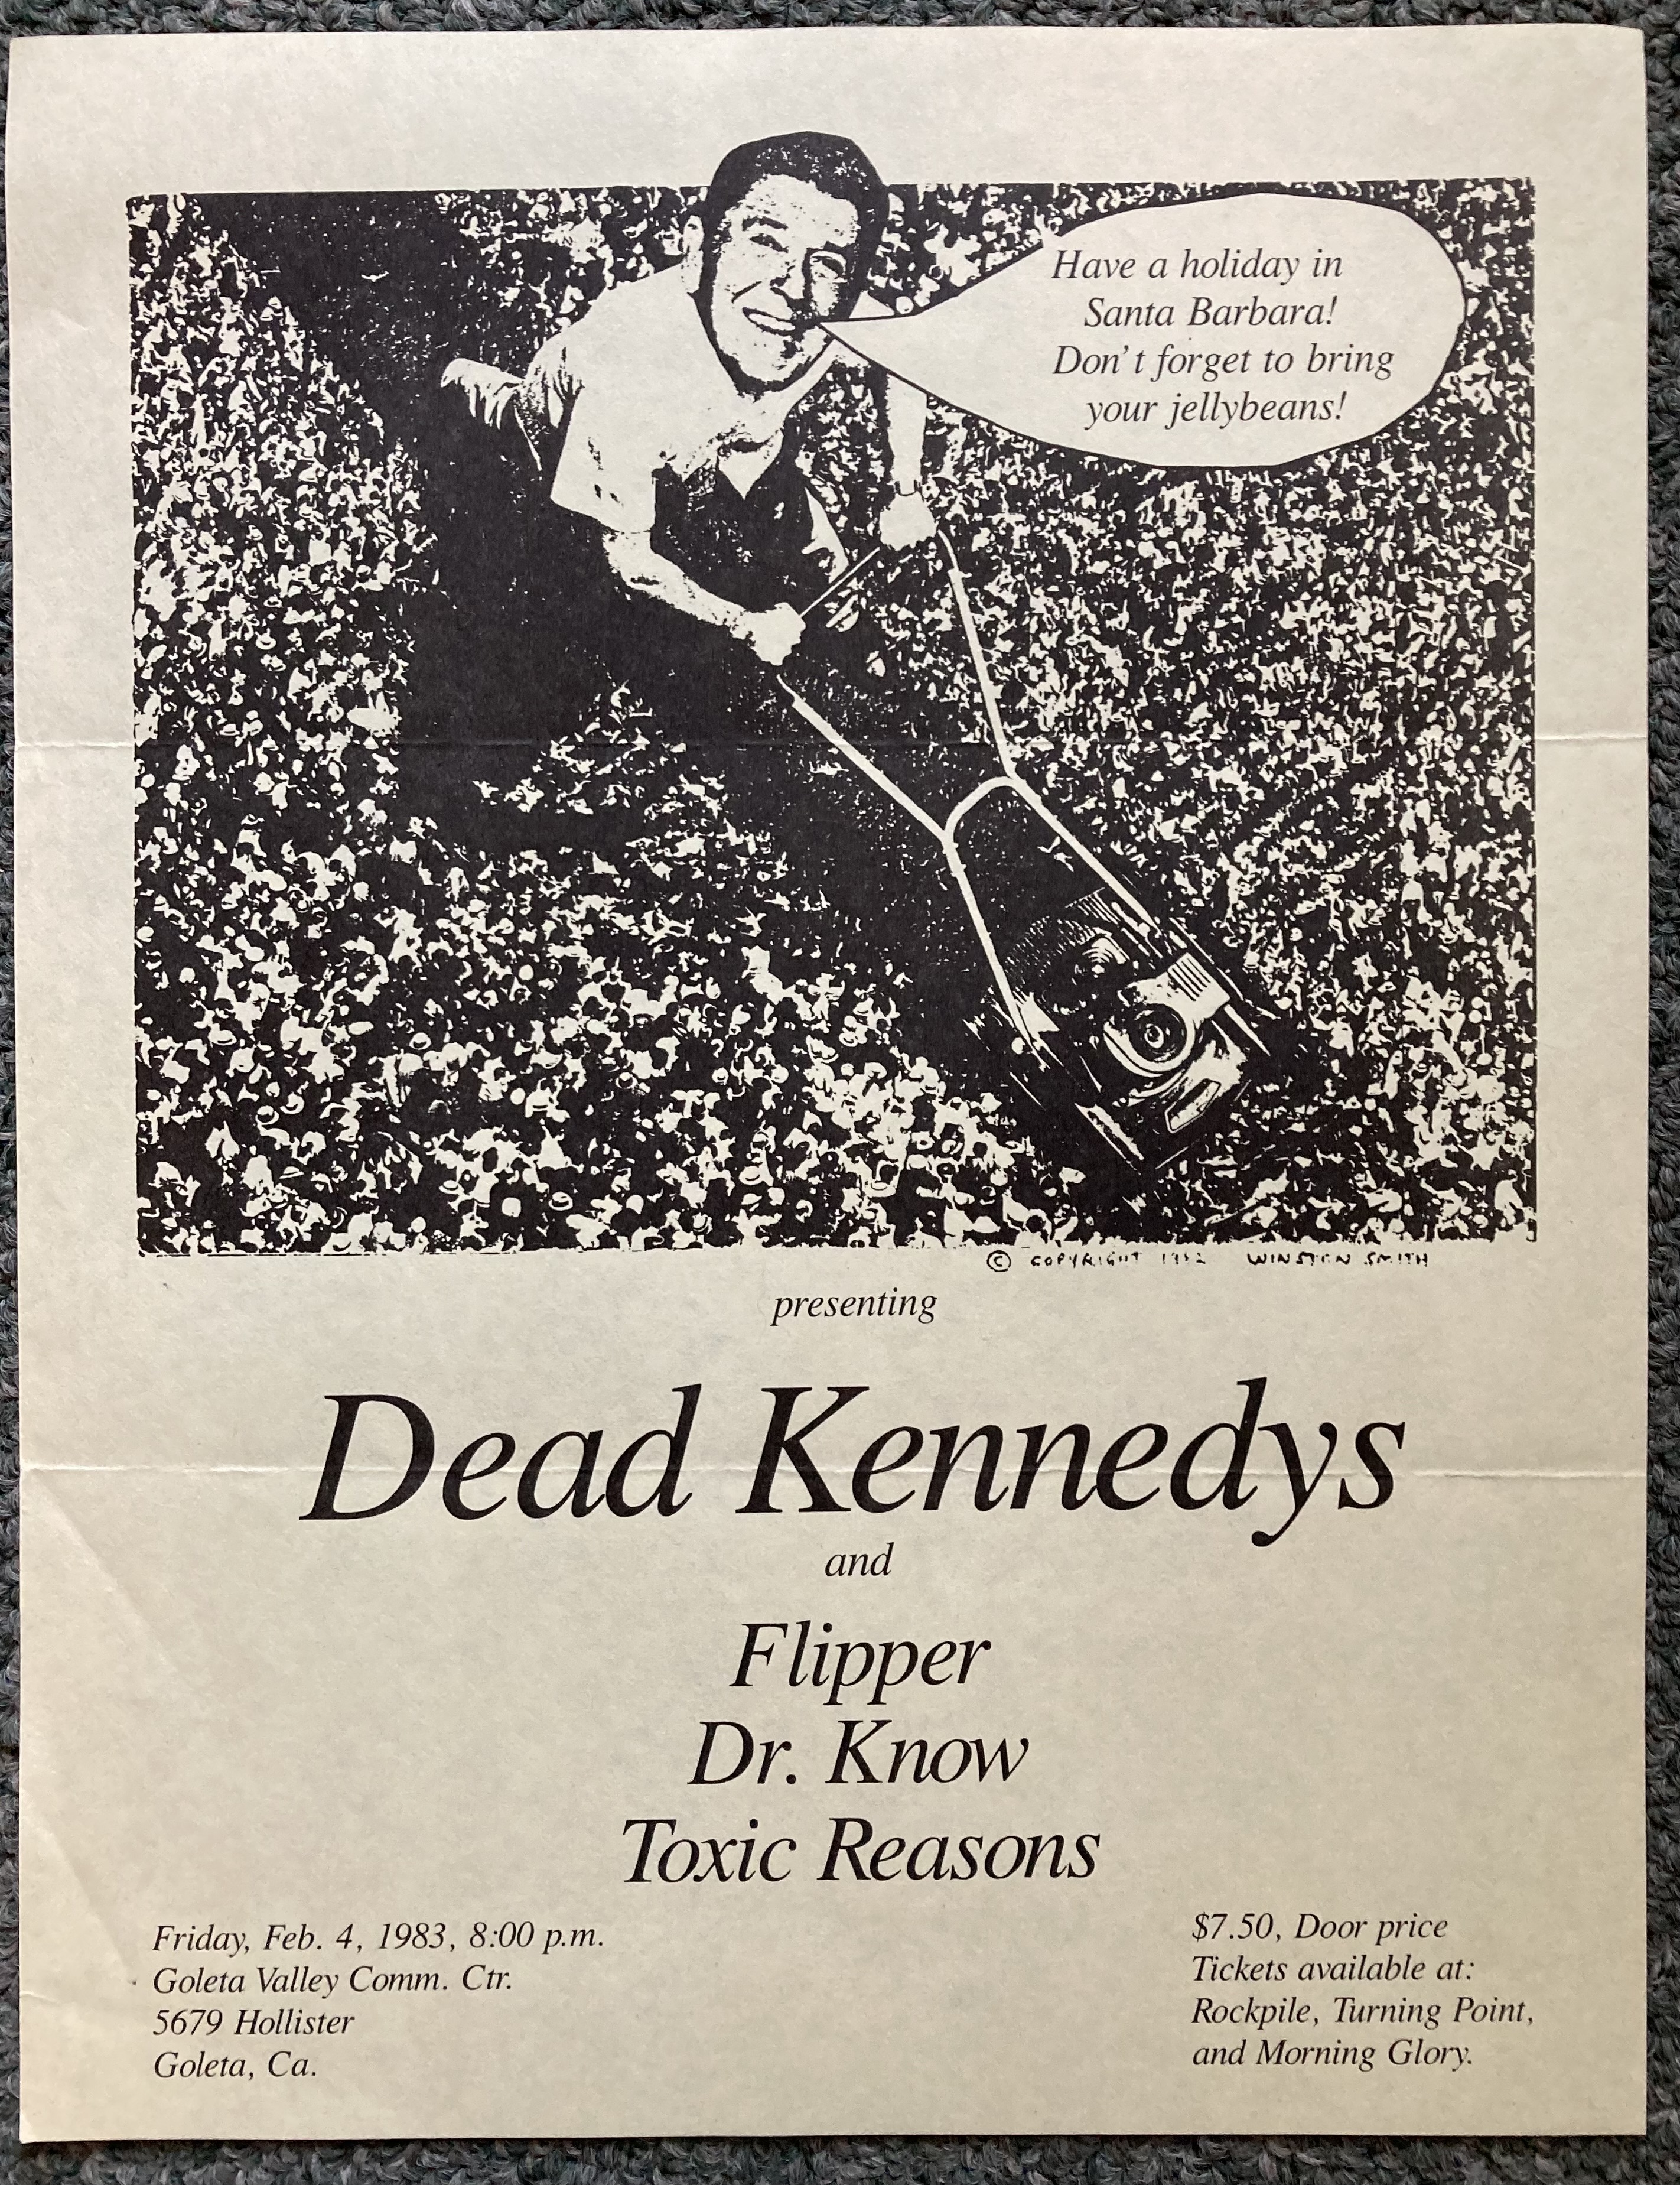 Have a holiday in
Santa Barbara!
Don't forget to bring
your jellybeans!
© COPYRIGHT 1982 WINSTON SMITH
presenting
Dead Kennedys
and
Flipper
Dr. Know
Toxic Reasons
Friday, Feb. 4, 1983, 8:00 p.m.
Goleta Valley Comm. Ctr.
5679 Hollister
Goleta, Ca.
$7.50, Door price
Tickets available at:
Rockpile, Turning Point,
and Morning Glory.